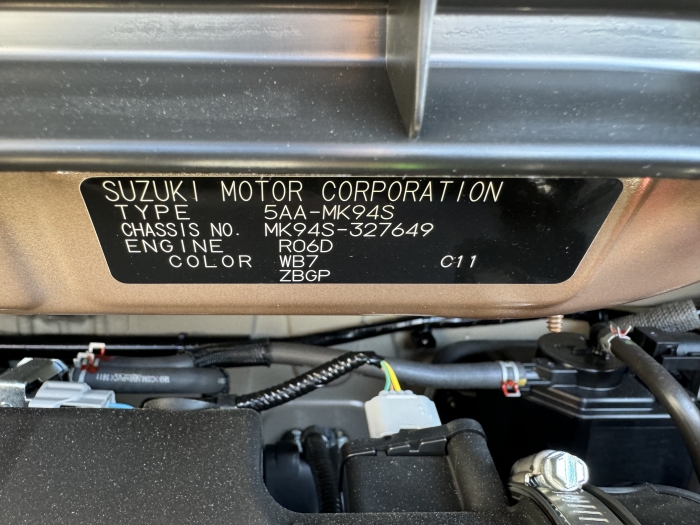 SUZUKI MOTOR CORPORATION
TYPE 5AA-MK94S
CHASSIS NO. MK94S-327649
ENGINE R06D
COLOR WB7 C11
ZBGP